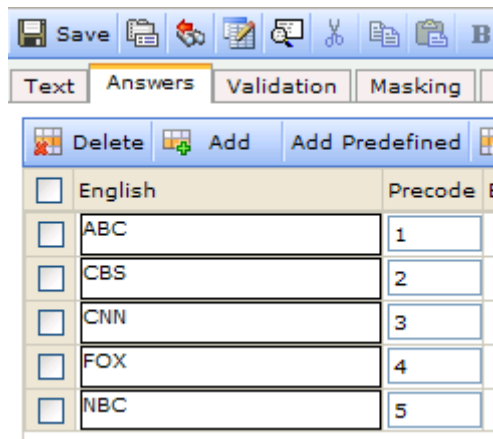 Save B
Text Answers Validation Masking
Delete Add Add Predefined
English Precode
ABC 1
CBS 2
CNN 3
FOX 4
NBC 5